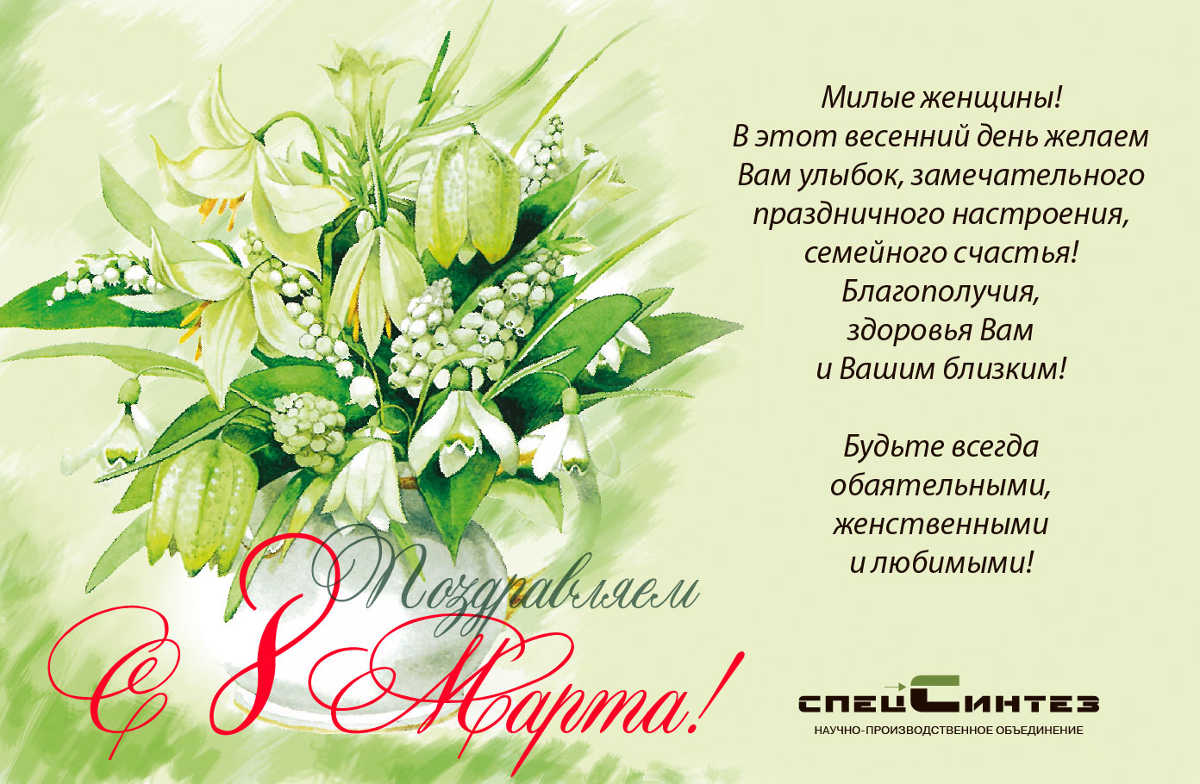 Милые женщины!
В этот весенний день желаем
Вам улыбок, замечательного
праздничного настроения,
семейного счастья!
Благополучия,
здоровья Вам
и Вашим близким!
Будьте всегда
обаятельными,
женственными
и любимыми!
Поздравляем
С 8 Марта!
СПЕЦСИНТЕЗ
НАУЧНО-ПРОИЗВОДСТВЕННОЕ ОБЪЕДИНЕНИЕ